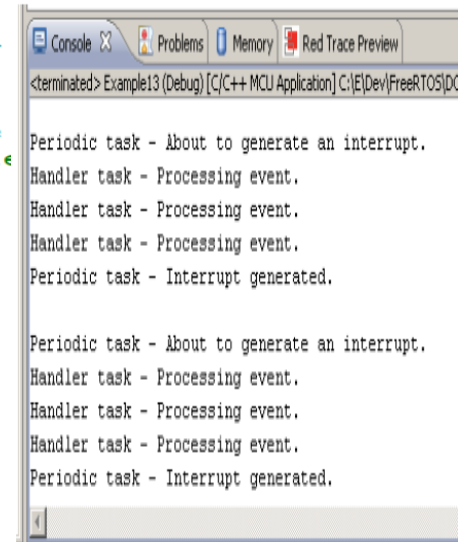 Console Problems Memory Red Trace Preview
<terminated> Example13 (Debug) [C/C++ MCU Application] C:\E\Dev\FreeRTOS\DO
Periodic task - About to generate an interrupt.
Handler task - Processing event.
Handler task - Processing event.
Handler task - Processing event.
Periodic task - Interrupt generated.
Periodic task - About to generate an interrupt.
Handler task - Processing event.
Handler task - Processing event.
Handler task - Processing event.
Periodic task - Interrupt generated.